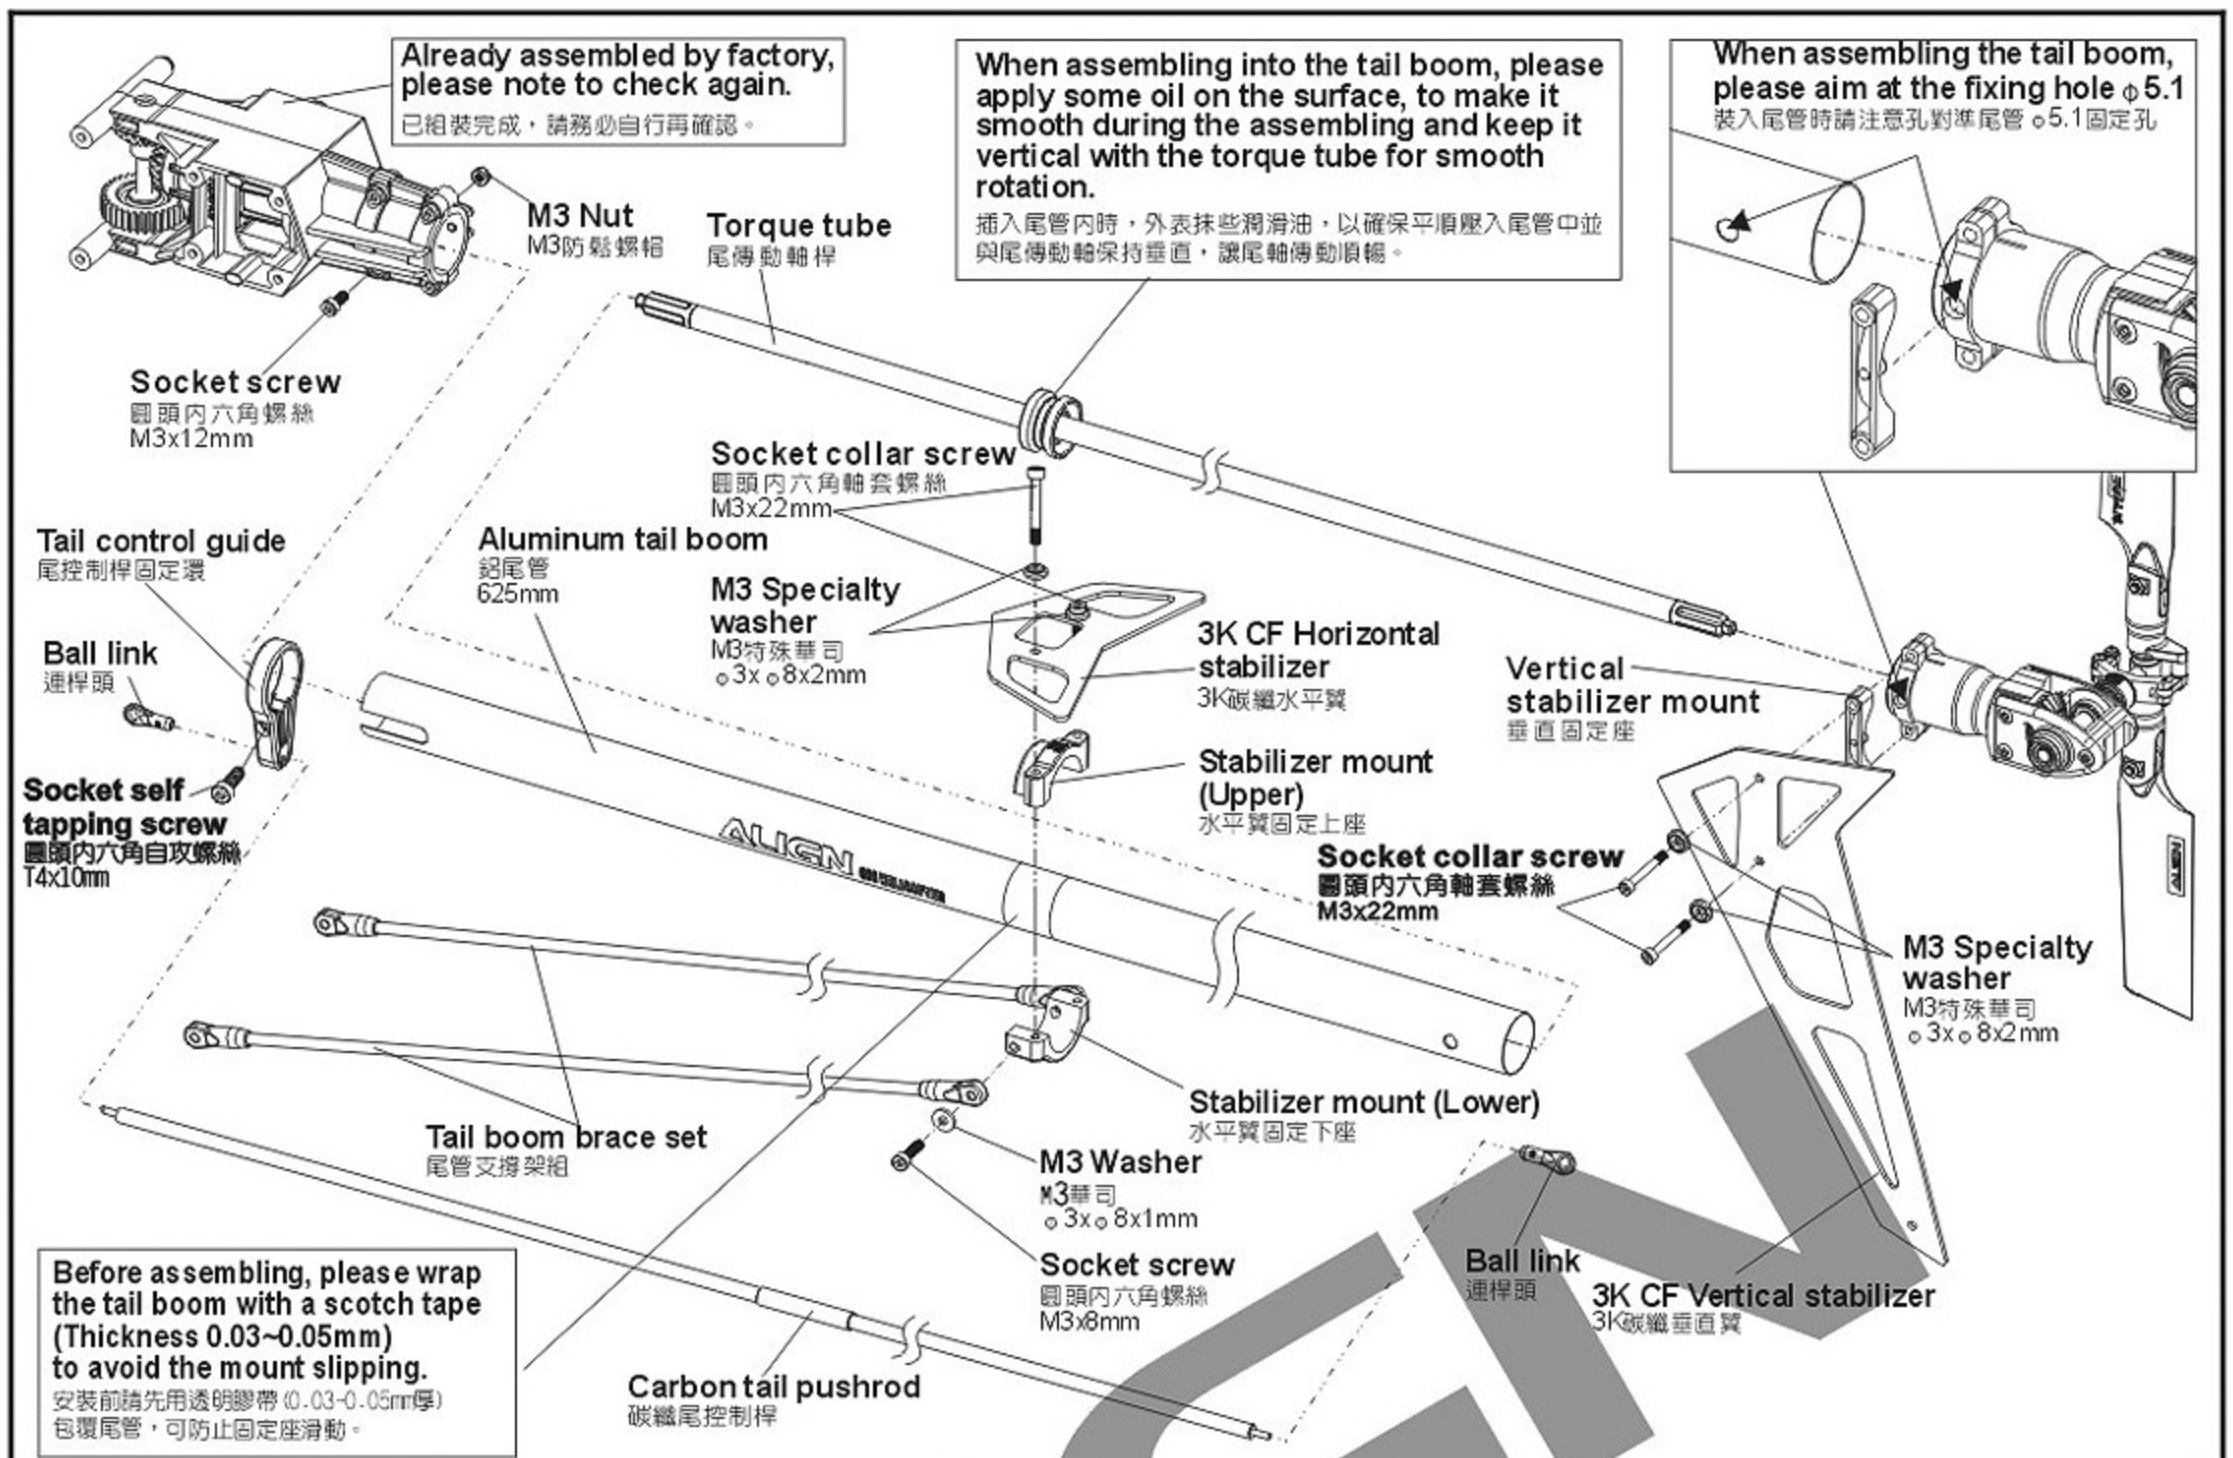 Already assembled by factory,
please note to check again.
已組裝完成，請務必自行再確認。
When assembling into the tail boom, please
apply some oil on the surface, to make it
smooth during the assembling and keep it
vertical with the torque tube for smooth
rotation.
插入尾管內時，外表抹些潤滑油，以確保平順壓入尾管中並
與尾傳動軸保持垂直，讓尾軸傳動順暢。
When assembling the tail boom,
please aim at the fixing hole ϕ5.1
裝入尾管時請注意孔對準尾管ϕ5.1固定孔
M3 Nut
M3防鬆螺帽
Torque tube
尾傳動軸桿
Socket screw
圓頭內六角螺絲
M3x12mm
Socket collar screw
圓頭內六角軸套螺絲
M3x22mm
Tail control guide
尾控制桿固定環
Aluminum tail boom
鋁尾管
625mm
M3 Specialty
washer
M3特殊華司
ϕ3xϕ8x2mm
3K CF Horizontal
stabilizer
3K碳纖水平翼
Ball link
連桿頭
Vertical
stabilizer mount
垂直固定座
Stabilizer mount
(Upper)
水平翼固定上座
Socket self
tapping screw
圓頭內六角自攻螺絲
T4x10mm
ALIGN
Socket collar screw
圓頭內六角軸套螺絲
M3x22mm
ALIGN
M3 Specialty
washer
M3特殊華司
ϕ3xϕ8x2mm
Stabilizer mount (Lower)
水平翼固定下座
Tail boom brace set
尾管支撐架組
M3 Washer
M3華司
ϕ3xϕ8x1mm
Socket screw
圓頭內六角螺絲
M3x8mm
Ball link
連桿頭
3K CF Vertical stabilizer
3K碳纖垂直翼
Before assembling, please wrap
the tail boom with a scotch tape
(Thickness 0.03~0.05mm)
to avoid the mount slipping.
安裝前請先用透明膠帶(0.03-0.05mm厚)
包覆尾管，可防止固定座滑動。
Carbon tail pushrod
碳纖尾控制桿